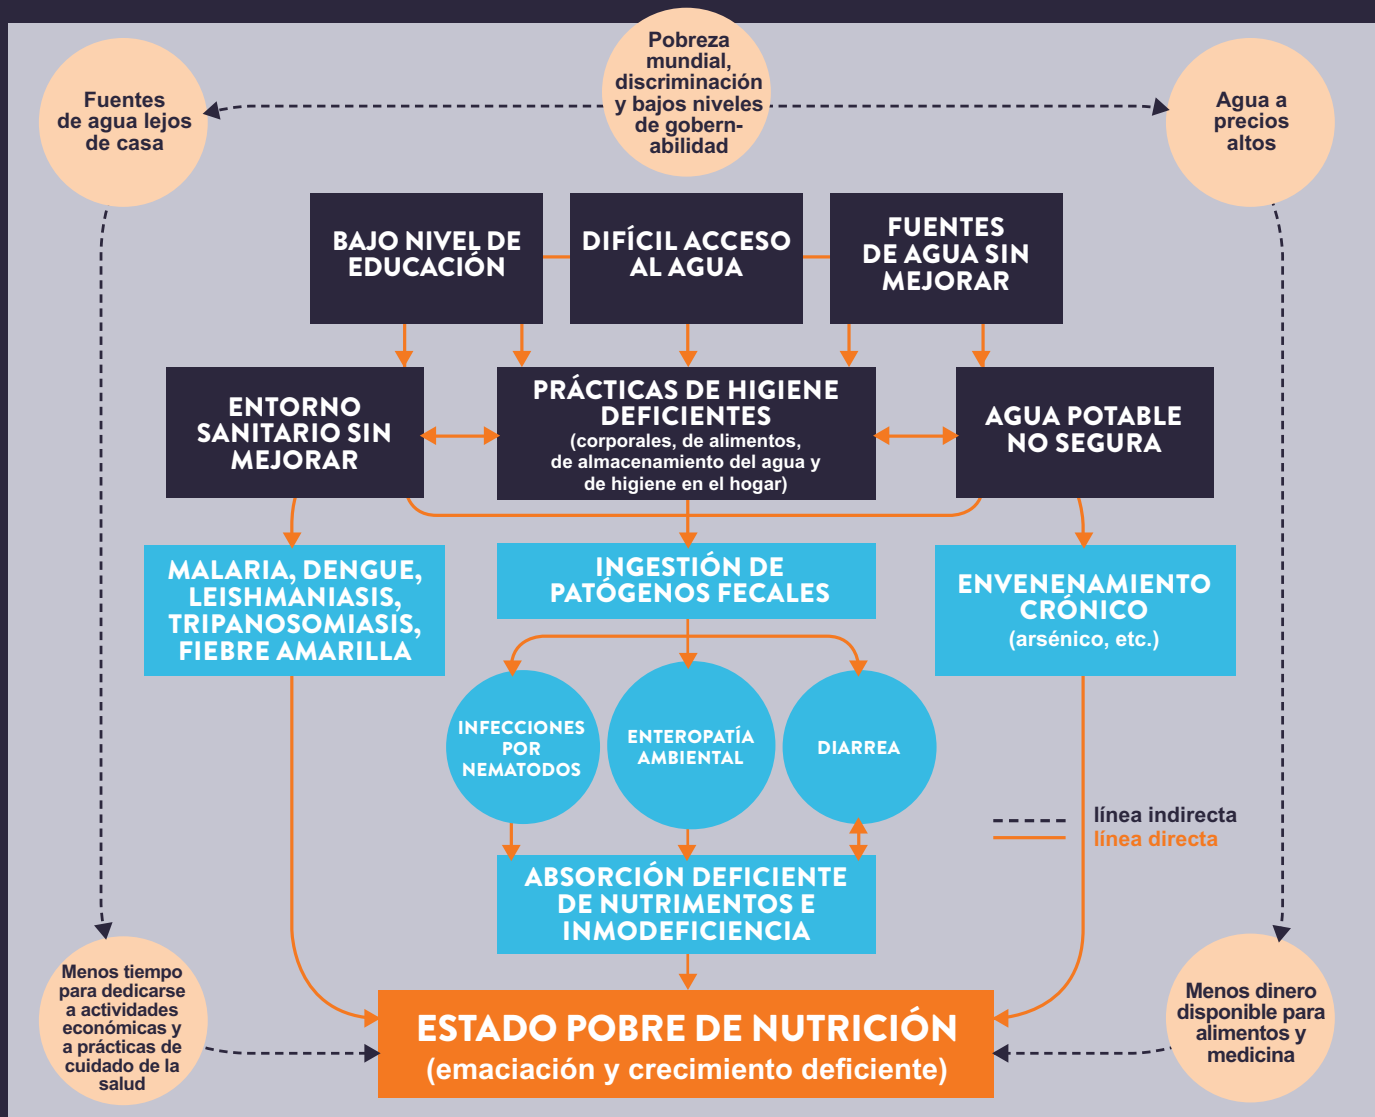 Pobreza
mundial,
discriminación
y bajos niveles
de gobern-
abilidad
Fuentes
de agua lejos
de casa
Agua a
precios
altos
BAJO NIVEL DE
EDUCACIÓN
DIFÍCIL ACCESO
AL AGUA
FUENTES
DE AGUA SIN
MEJORAR
ENTORNO
SANITARIO SIN
MEJORAR
PRÁCTICAS DE HIGIENE
DEFICIENTES
(corporales, de alimentos,
de almacenamiento del agua y
de higiene en el hogar)
AGUA POTABLE
NO SEGURA
MALARIA, DENGUE,
LEISHMANIASIS,
TRIPANOSOMIASIS,
FIEBRE AMARILLA
INGESTIÓN DE
PATÓGENOS FECALES
ENVENENAMIENTO
CRÓNICO
(arsénico, etc.)
INFECCIONES
POR
NEMATODOS
ENTEROPATÍA
AMBIENTAL
DIARREA
línea indirecta
línea directa
ABSORCIÓN DEFICIENTE
DE NUTRIMENTOS E
INMODEFICIENCIA
Menos tiempo
para dedicarse
a actividades
económicas y
a prácticas de
cuidado de la
salud
ESTADO POBRE DE NUTRICIÓN
(emaciación y crecimiento deficiente)
Menos dinero
disponible para
alimentos y
medicina